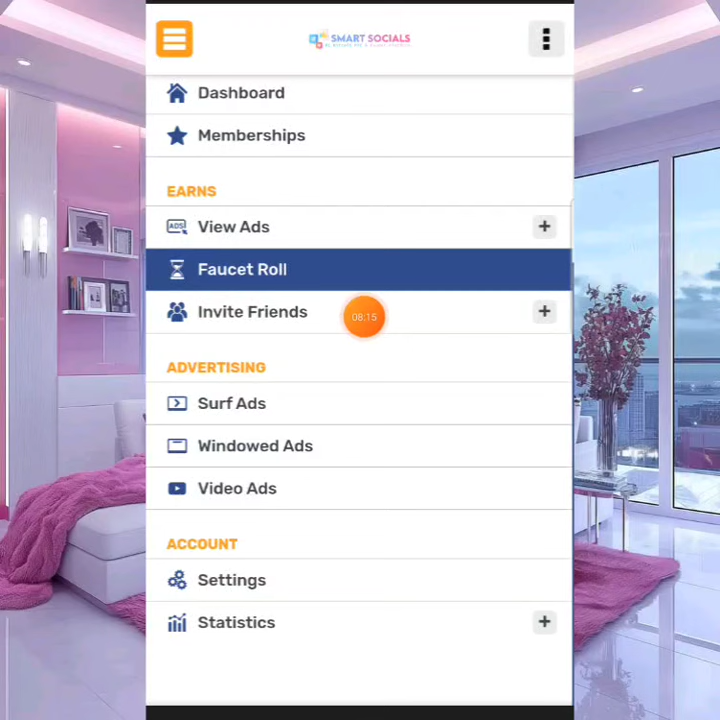 SMART SOCIALS
Dashboard
Memberships
EARNS
ADS
View Ads
+
Faucet Roll
Invite Friends
+
08:15
ADVERTISING
Surf Ads
Windowed Ads
Video Ads
ACCOUNT
Settings
Statistics
+